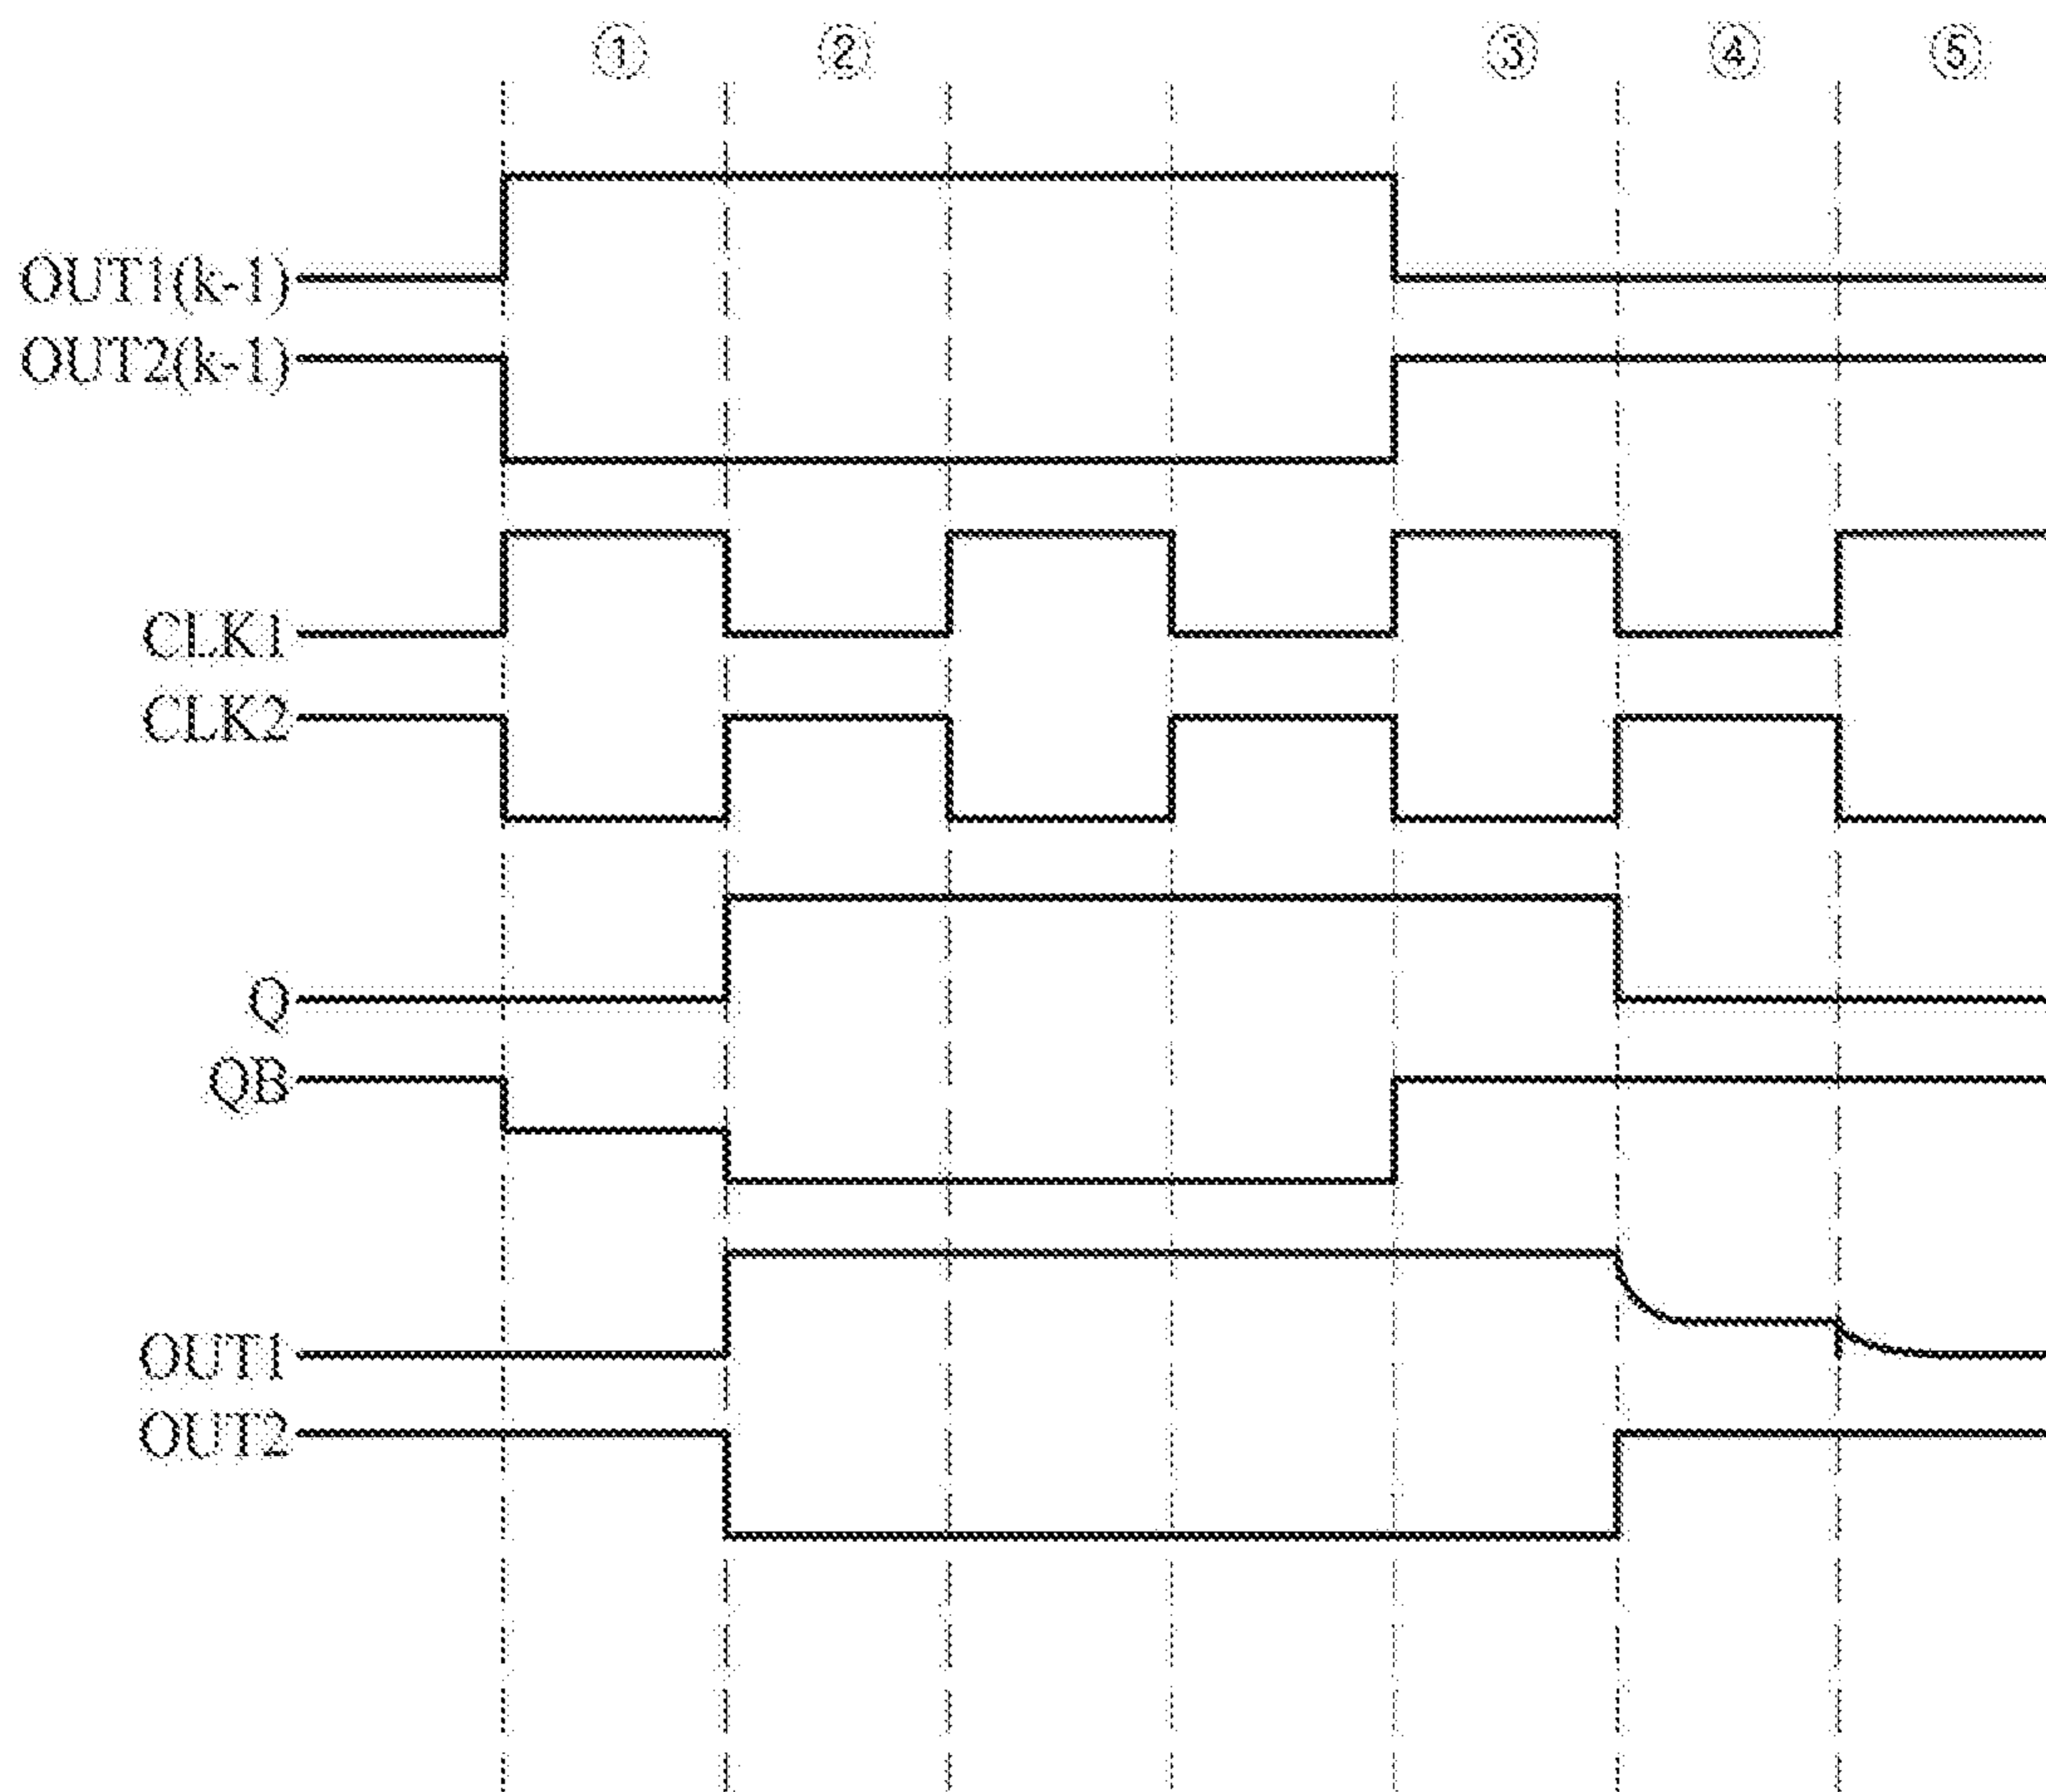 ① ② ③ ④ ⑤
OUT1(k-1)
OUT2(k-1)
CLK1
CLK2
Q
QB
OUT1
OUT2